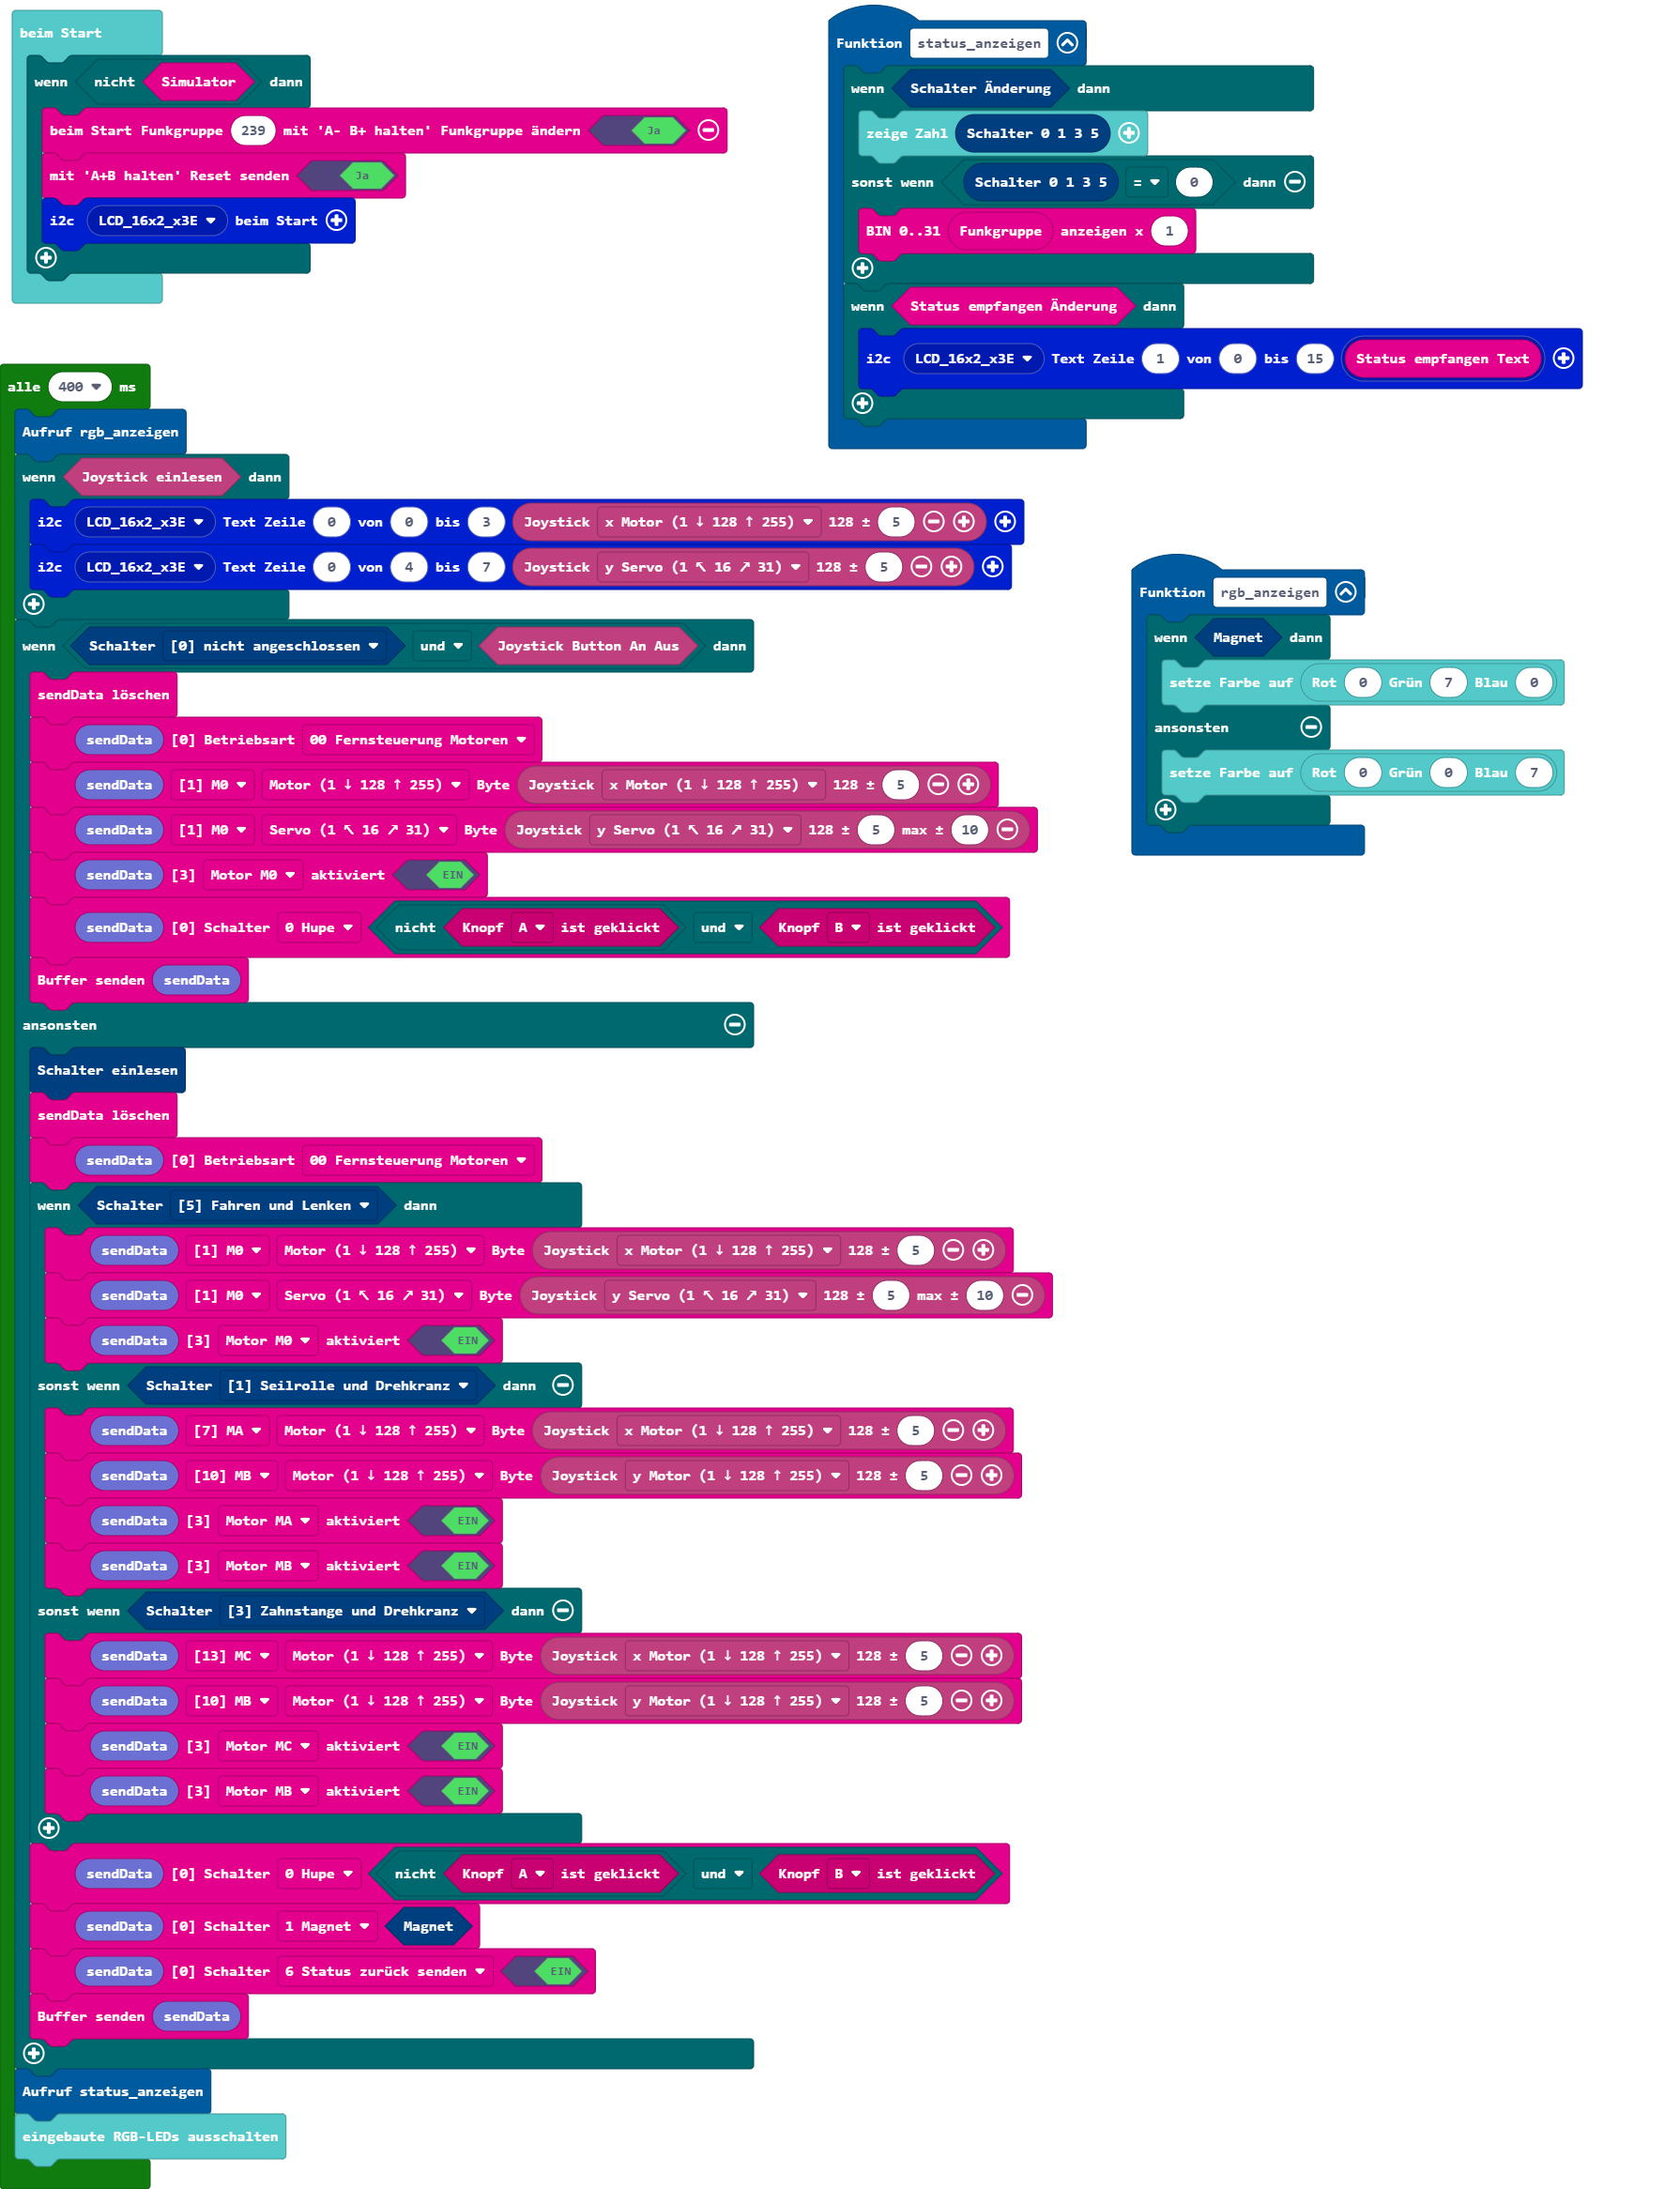 beim Start
wenn nicht Simulator dann
beim Start Funkgruppe 239 mit 'A- B+ halten' Funkgruppe ändern Ja
mit 'A+B halten' Reset senden Ja
i2c LCD_16x2_x3E beim Start
Funktion status_anzeigen
wenn Schalter Änderung dann
zeige Zahl Schalter 0 1 3 5
sonst wenn Schalter 0 1 3 5 = 0 dann
BIN 0..31 Funkgruppe anzeigen x 1
wenn Status empfangen Änderung dann
i2c LCD_16x2_x3E Text Zeile 1 von 0 bis 15 Status empfangen Text
alle 400 ms
Aufruf rgb_anzeigen
wenn Joystick einlesen dann
i2c LCD_16x2_x3E Text Zeile 0 von 0 bis 3 Joystick x Motor (1 ↓ 128 ↑ 255) 128 ± 5
i2c LCD_16x2_x3E Text Zeile 0 von 4 bis 7 Joystick y Servo (1 ↖ 16 ↗ 31) 128 ± 5
wenn Schalter [0] nicht angeschlossen und Joystick Button An Aus dann
sendData löschen
sendData [0] Betriebsart 00 Fernsteuerung Motoren
sendData [1] M0 Motor (1 ↓ 128 ↑ 255) Byte Joystick x Motor (1 ↓ 128 ↑ 255) 128 ± 5
sendData [1] M0 Servo (1 ↖ 16 ↗ 31) Byte Joystick y Servo (1 ↖ 16 ↗ 31) 128 ± 5 max ± 10
sendData [3] Motor M0 aktiviert EIN
sendData [0] Schalter 0 Hupe nicht Knopf A ist geklickt und Knopf B ist geklickt
Buffer senden sendData
ansonsten
Schalter einlesen
sendData löschen
sendData [0] Betriebsart 00 Fernsteuerung Motoren
wenn Schalter [5] Fahren und Lenken dann
sendData [1] M0 Motor (1 ↓ 128 ↑ 255) Byte Joystick x Motor (1 ↓ 128 ↑ 255) 128 ± 5
sendData [1] M0 Servo (1 ↖ 16 ↗ 31) Byte Joystick y Servo (1 ↖ 16 ↗ 31) 128 ± 5 max ± 10
sendData [3] Motor M0 aktiviert EIN
sonst wenn Schalter [1] Seilrolle und Drehkranz dann
sendData [7] MA Motor (1 ↓ 128 ↑ 255) Byte Joystick x Motor (1 ↓ 128 ↑ 255) 128 ± 5
sendData [10] MB Motor (1 ↓ 128 ↑ 255) Byte Joystick y Motor (1 ↓ 128 ↑ 255) 128 ± 5
sendData [3] Motor MA aktiviert EIN
sendData [3] Motor MB aktiviert EIN
sonst wenn Schalter [3] Zahnstange und Drehkranz dann
sendData [13] MC Motor (1 ↓ 128 ↑ 255) Byte Joystick x Motor (1 ↓ 128 ↑ 255) 128 ± 5
sendData [10] MB Motor (1 ↓ 128 ↑ 255) Byte Joystick y Motor (1 ↓ 128 ↑ 255) 128 ± 5
sendData [3] Motor MC aktiviert EIN
sendData [3] Motor MB aktiviert EIN
sendData [0] Schalter 0 Hupe nicht Knopf A ist geklickt und Knopf B ist geklickt
sendData [0] Schalter 1 Magnet Magnet
sendData [0] Schalter 6 Status zurück senden EIN
Buffer senden sendData
Aufruf status_anzeigen
eingebaute RGB-LEDs ausschalten
Funktion rgb_anzeigen
wenn Magnet dann
setze Farbe auf Rot 0 Grün 7 Blau 0
ansonsten
setze Farbe auf Rot 0 Grün 0 Blau 7